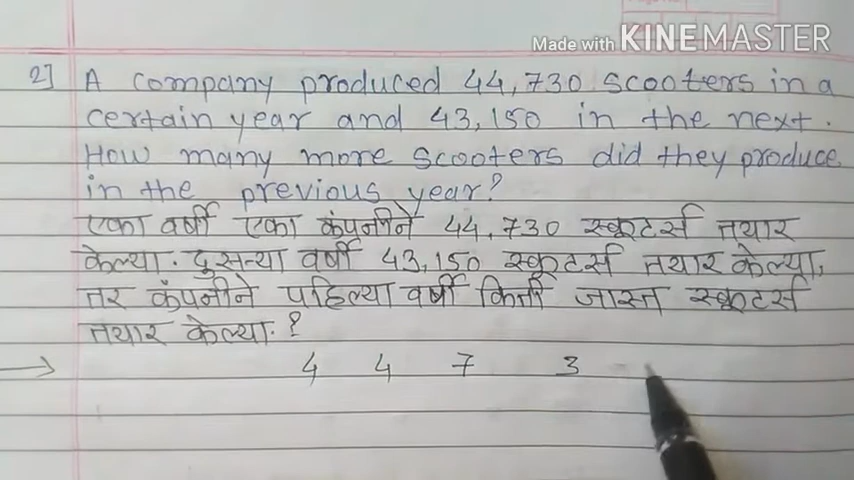 Made with KINEMASTER
2] A company produced 44,730 scooters in a
certain year and 43,150 in the next.
How many more scooters did they produce
in the previous year?
एका वर्षी एका कंपनीने 44,730 स्कूटर्स तयार
केल्या. दुसऱ्या वर्षी 43,150 स्कूटर्स तयार केल्या,
तर कंपनीने पहिल्या वर्षी किती जास्त स्कूटर्स
तयार केल्या.?
→ 4 4 7 3